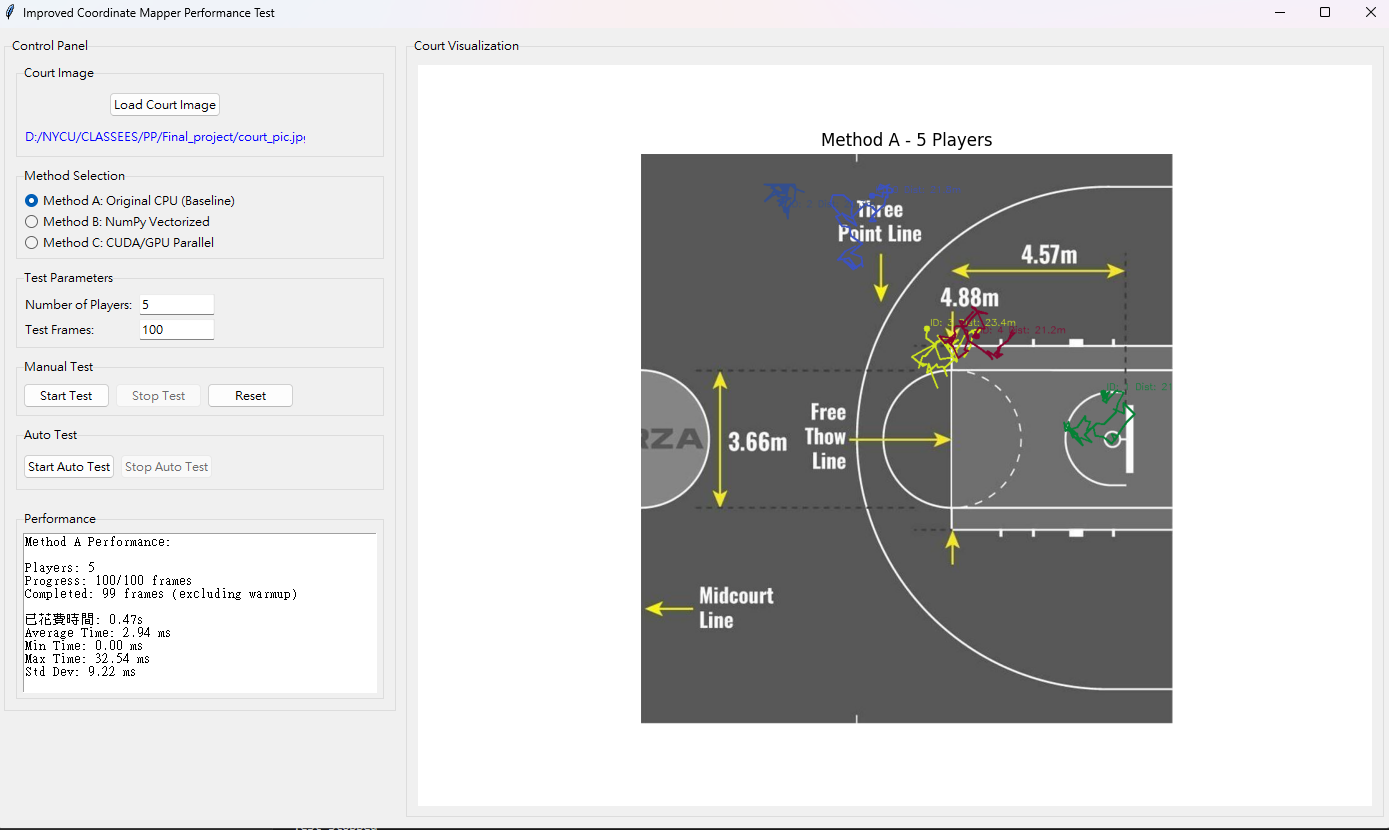 Improved Coordinate Mapper Performance Test
Control Panel
Court Image
Load Court Image
D:/NYCU/CLASSEES/PP/Final_project/court_pic.jpg
Method Selection
Method A: Original CPU (Baseline)
Method B: NumPy Vectorized
Method C: CUDA/GPU Parallel
Test Parameters
Number of Players: 5
Test Frames: 100
Manual Test
Start Test Stop Test Reset
Auto Test
Start Auto Test Stop Auto Test
Performance
Method A Performance:
Players: 5
Progress: 100/100 frames
Completed: 99 frames (excluding warmup)
已花費時間: 0.47s
Average Time: 2.94 ms
Min Time: 0.00 ms
Max Time: 32.54 ms
Std Dev: 9.22 ms
Court Visualization
Method A - 5 Players
Three
Point Line
4.57m
4.88m
ID: 3 Dist: 23.4m
4 Dist: 21.2m
ID: Dist: 21
Free
Thow
Line
RZA
3.66m
Midcourt
Line